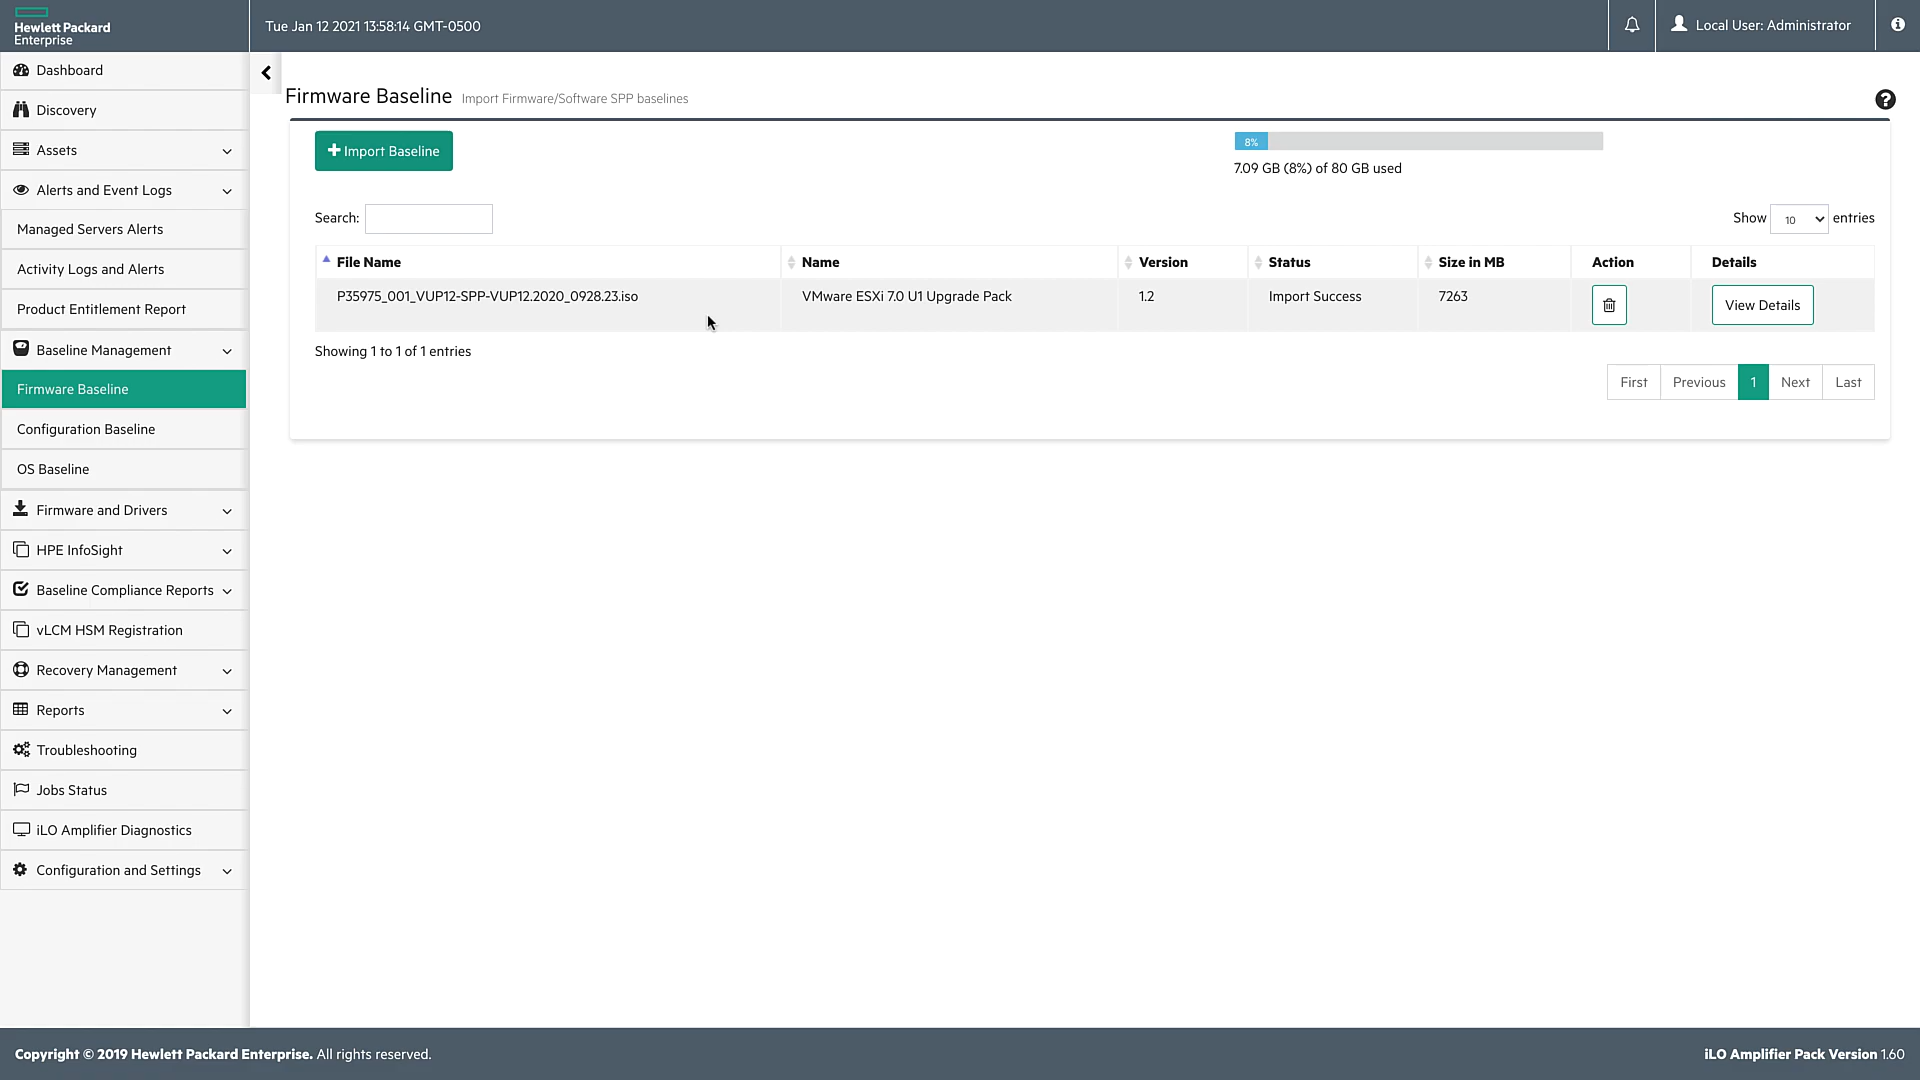 Hewlett Packard
Enterprise
Tue Jan 12 2021 13:58:14 GMT-0500
Local User: Administrator
Dashboard
Discovery
Assets
Alerts and Event Logs
Managed Servers Alerts
Activity Logs and Alerts
Product Entitlement Report
Baseline Management
Firmware Baseline
Configuration Baseline
OS Baseline
Firmware and Drivers
HPE InfoSight
Baseline Compliance Reports
vLCM HSM Registration
Recovery Management
Reports
Troubleshooting
Jobs Status
iLO Amplifier Diagnostics
Configuration and Settings
Firmware Baseline Import Firmware/Software SPP baselines
Import Baseline
8%
7.09 GB (8%) of 80 GB used
Search:
Show 10 entries
File Name Name Version Status Size in MB Action Details
P35975_001_VUP12-SPP-VUP12.2020_0928.23.iso VMware ESXi 7.0 U1 Upgrade Pack 1.2 Import Success 7263 View Details
Showing 1 to 1 of 1 entries
First Previous 1 Next Last
Copyright © 2019 Hewlett Packard Enterprise. All rights reserved.
iLO Amplifier Pack Version 1.60